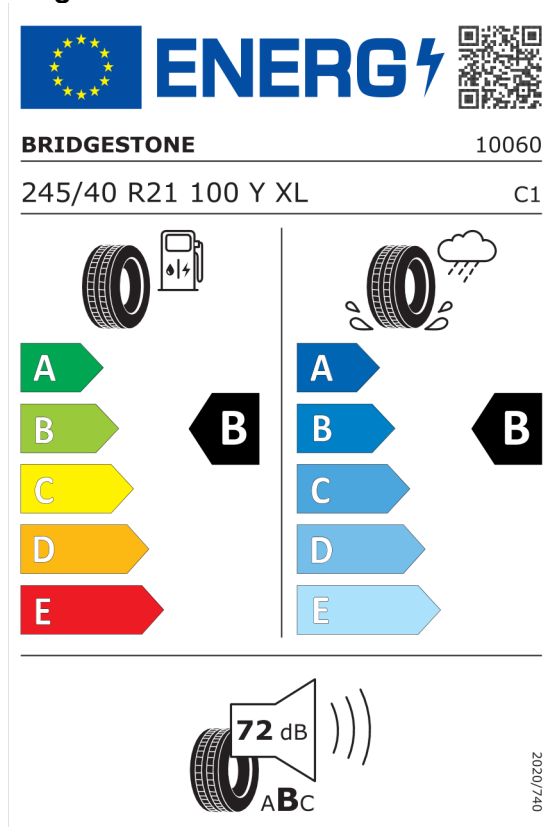 ENERG
BRIDGESTONE 10060
245/40 R21 100 Y XL C1
A A
B B B B
C C
D D
E E
72 dB
ABC
2020/740